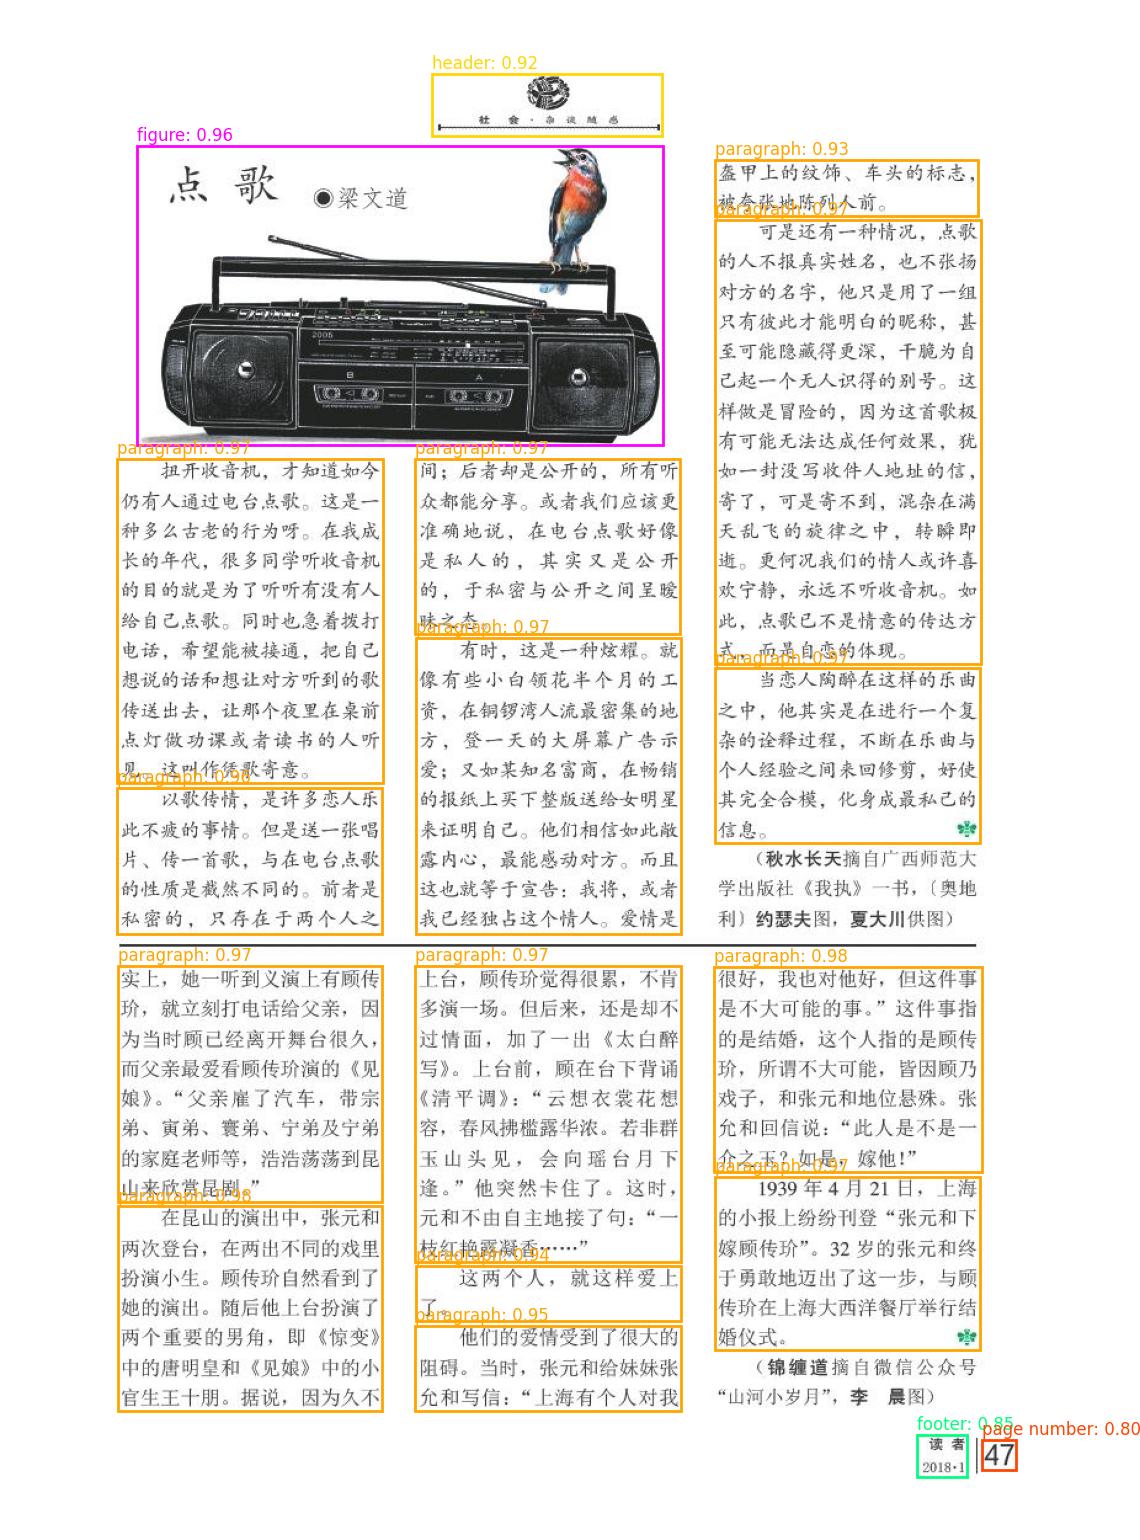 header: 0.92
社 会 · 杂 谈 随 感
figure: 0.96
点 歌
◉梁文道
2005
B
A
paragraph: 0.97
扭开收音机，才知道如今
仍有人通过电台点歌。这是一
种多么古老的行为呀。在我成
长的年代，很多同学听收音机
的目的就是为了听听有没有人
给自己点歌。同时也急着拨打
电话，希望能被接通，把自己
想说的话和想让对方听到的歌
传送出去，让那个夜里在桌前
点灯做功课或者读书的人听
见。这叫作凭歌寄意。
paragraph: 0.96
以歌传情，是许多恋人乐
此不疲的事情。但是送一张唱
片、传一首歌，与在电台点歌
的性质是截然不同的。前者是
私密的，只存在于两个人之
paragraph: 0.97
间；后者却是公开的，所有听
众都能分享。或者我们应该更
准确地说，在电台点歌好像
是私人的，其实又是公开
的，于私密与公开之间呈暧
昧之态。
paragraph: 0.97
有时，这是一种炫耀。就
像有些小白领花半个月的工
资，在铜锣湾人流最密集的地
方，登一天的大屏幕广告示
爱；又如某知名富商，在畅销
的报纸上买下整版送给女明星
来证明自己。他们相信如此敞
露内心，最能感动对方。而且
这也就等于宣告：我将，或者
我已经独占这个情人。爱情是
paragraph: 0.93
盔甲上的纹饰、车头的标志，
被夸张地陈列人前。
paragraph: 0.97
可是还有一种情况，点歌
的人不报真实姓名，也不张扬
对方的名字，他只是用了一组
只有彼此才能明白的昵称，甚
至可能隐藏得更深，干脆为自
己起一个无人识得的别号。这
样做是冒险的，因为这首歌极
有可能无法达成任何效果，犹
如一封没写收件人地址的信，
寄了，可是寄不到，混杂在满
天乱飞的旋律之中，转瞬即
逝。更何况我们的情人或许喜
欢宁静，永远不听收音机。如
此，点歌已不是情意的传达方
式，而是自恋的体现。
paragraph: 0.97
当恋人陶醉在这样的乐曲
之中，他其实是在进行一个复
杂的诠释过程，不断在乐曲与
个人经验之间来回修剪，好使
其完全合模，化身成最私己的
信息。
（秋水长天摘自广西师范大
学出版社《我执》一书，〔奥地
利〕约瑟夫图，夏大川供图）
paragraph: 0.97
实上，她一听到义演上有顾传
玠，就立刻打电话给父亲，因
为当时顾已经离开舞台很久，
而父亲最爱看顾传玠演的《见
娘》。“父亲雇了汽车，带宗
弟、寅弟、寰弟、宁弟及宁弟
的家庭老师等，浩浩荡荡到昆
山来欣赏昆剧。”
paragraph: 0.98
在昆山的演出中，张元和
两次登台，在两出不同的戏里
扮演小生。顾传玠自然看到了
她的演出。随后他上台扮演了
两个重要的男角，即《惊变》
中的唐明皇和《见娘》中的小
官生王十朋。据说，因为久不
paragraph: 0.97
上台，顾传玠觉得很累，不肯
多演一场。但后来，还是却不
过情面，加了一出《太白醉
写》。上台前，顾在台下背诵
《清平调》：“云想衣裳花想
容，春风拂槛露华浓。若非群
玉山头见，会向瑶台月下
逢。”他突然卡住了。这时，
元和不由自主地接了句：“一
枝红艳露凝香……”
paragraph: 0.94
这两个人，就这样爱上
了。
paragraph: 0.95
他们的爱情受到了很大的
阻碍。当时，张元和给妹妹张
允和写信：“上海有个人对我
paragraph: 0.98
很好，我也对他好，但这件事
是不大可能的事。”这件事指
的是结婚，这个人指的是顾传
玠，所谓不大可能，皆因顾乃
戏子，和张元和地位悬殊。张
允和回信说：“此人是不是一
介之玉？如是，嫁他！”
paragraph: 0.97
1939 年 4 月 21 日，上海
的小报上纷纷刊登“张元和下
嫁顾传玠”。32 岁的张元和终
于勇敢地迈出了这一步，与顾
传玠在上海大西洋餐厅举行结
婚仪式。
（锦缠道摘自微信公众号
“山河小岁月”，李　晨图）
footer: 0.85
读 者
2018·1
page number: 0.80
47